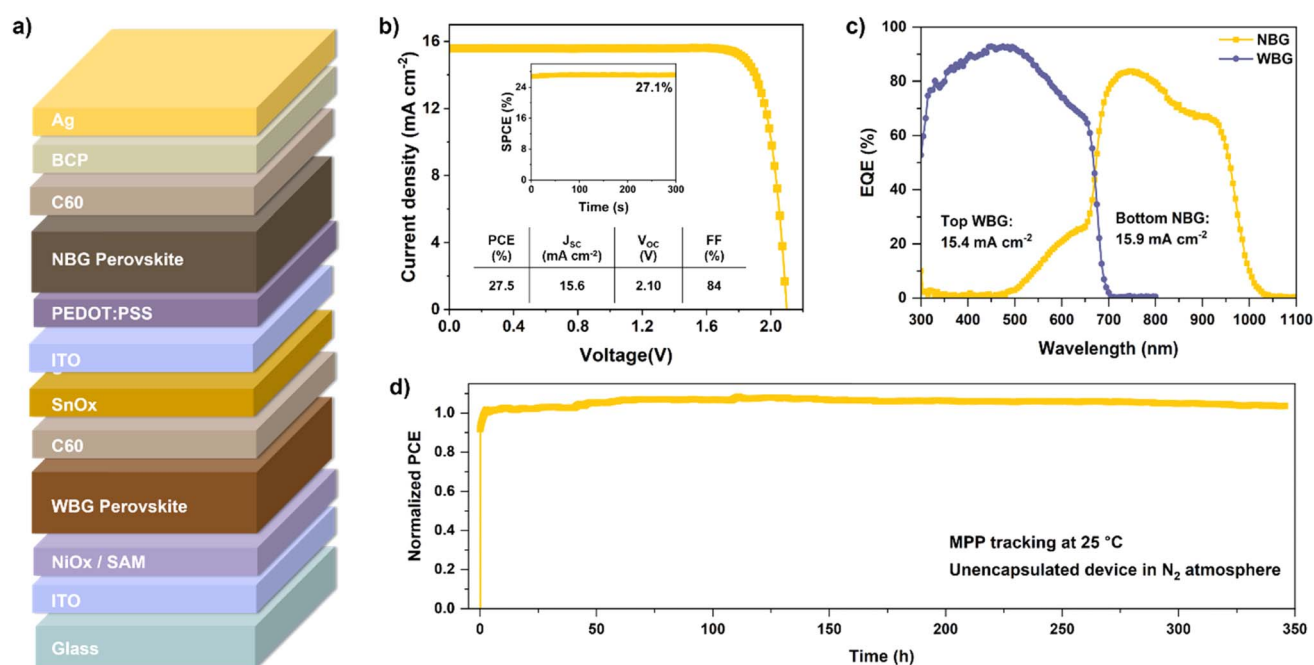 a)
Ag
BCP
C60
NBG Perovskite
PEDOT:PSS
ITO
SnOx
C60
WBG Perovskite
NiOx / SAM
ITO
Glass
b)
Current density (mA cm⁻²)
16
12
8
4
0
0.0 0.4 0.8 1.2 1.6 2.0
Voltage(V)
SPCE (%)
28
24
20
16
12
8
4
0
27.1%
0 100 200 300
Time (s)
PCE (%) J_SC (mA cm⁻²) V_OC (V) FF (%)
27.5 15.6 2.10 84
c)
NBG
WBG
EQE (%)
100
80
60
40
20
0
Top WBG:
15.4 mA cm⁻²
Bottom NBG:
15.9 mA cm⁻²
300 400 500 600 700 800 900 1000 1100
Wavelength (nm)
d)
Normalized PCE
1.0
0.8
0.6
0.4
0.2
0.0
MPP tracking at 25 °C
Unencapsulated device in N₂ atmosphere
0 50 100 150 200 250 300 350
Time (h)